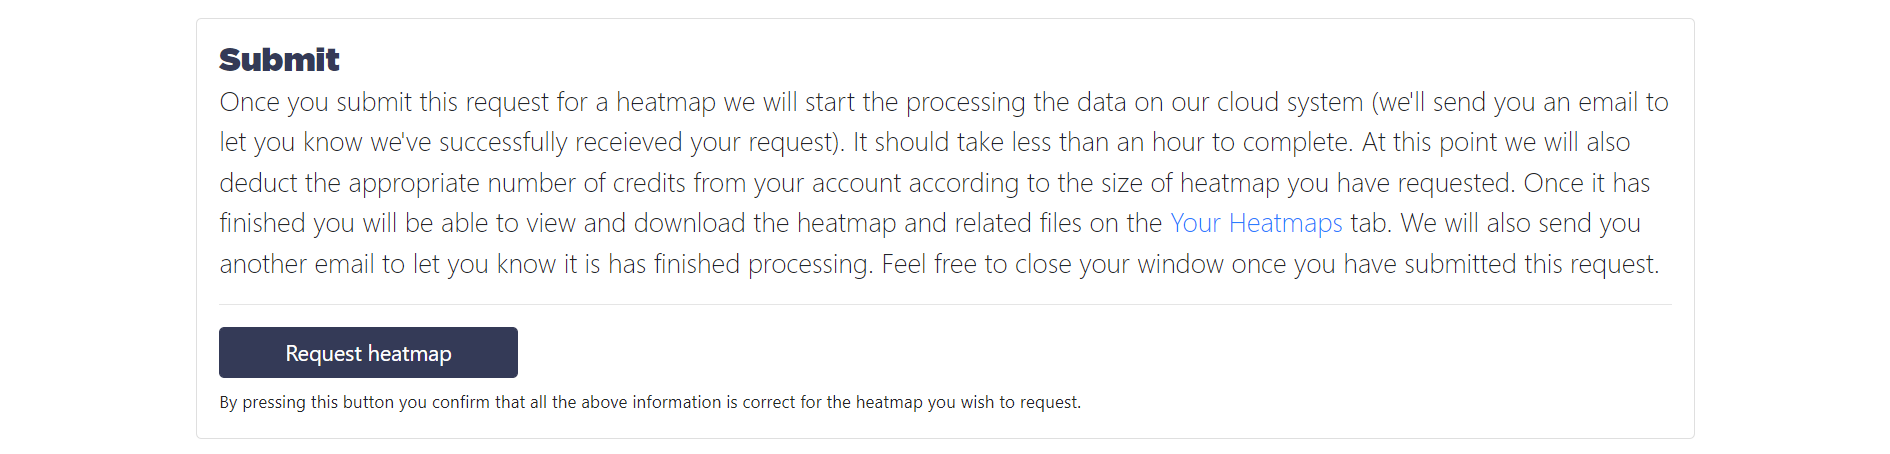 Submit
Once you submit this request for a heatmap we will start the processing the data on our cloud system (we'll send you an email to
let you know we've successfully receieved your request). It should take less than an hour to complete. At this point we will also
deduct the appropriate number of credits from your account according to the size of heatmap you have requested. Once it has
finished you will be able to view and download the heatmap and related files on the Your Heatmaps tab. We will also send you
another email to let you know it is has finished processing. Feel free to close your window once you have submitted this request.
Request heatmap
By pressing this button you confirm that all the above information is correct for the heatmap you wish to request.